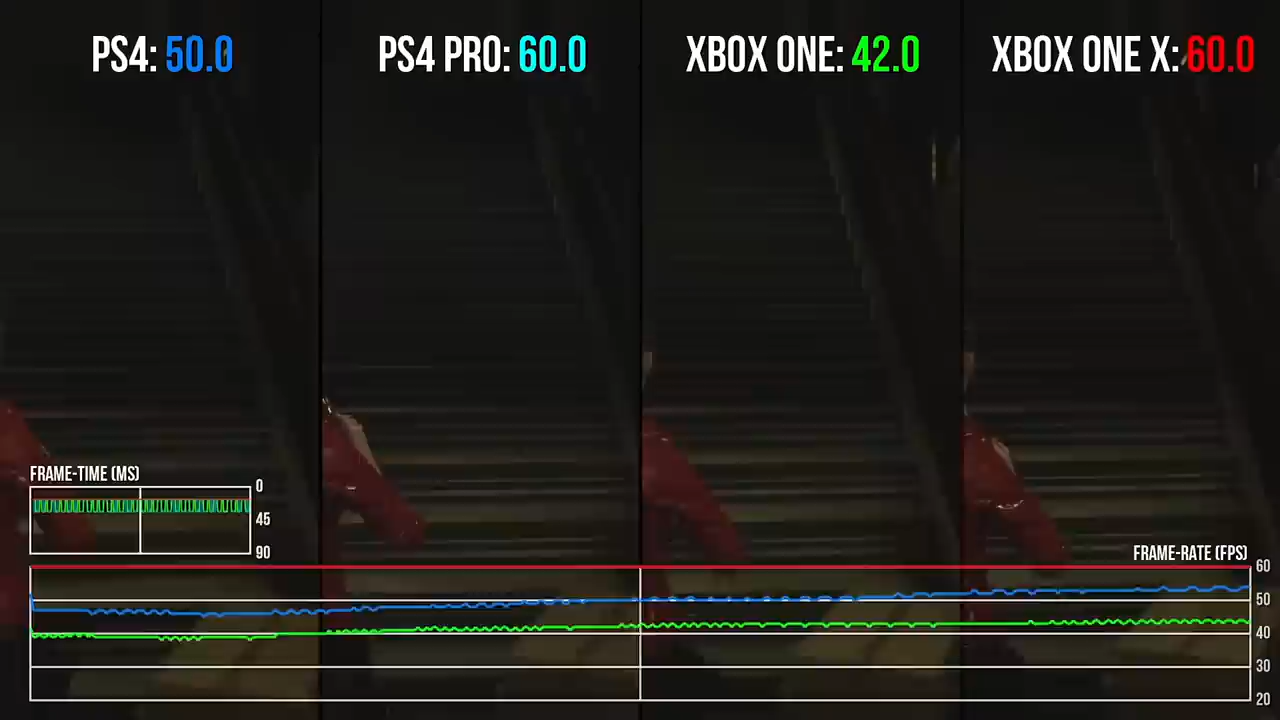 PS4: 50.0
PS4 PRO: 60.0
XBOX ONE: 42.0
XBOX ONE X: 60.0
FRAME-TIME (MS)
0
45
90
FRAME-RATE (FPS)
60
50
40
30
20